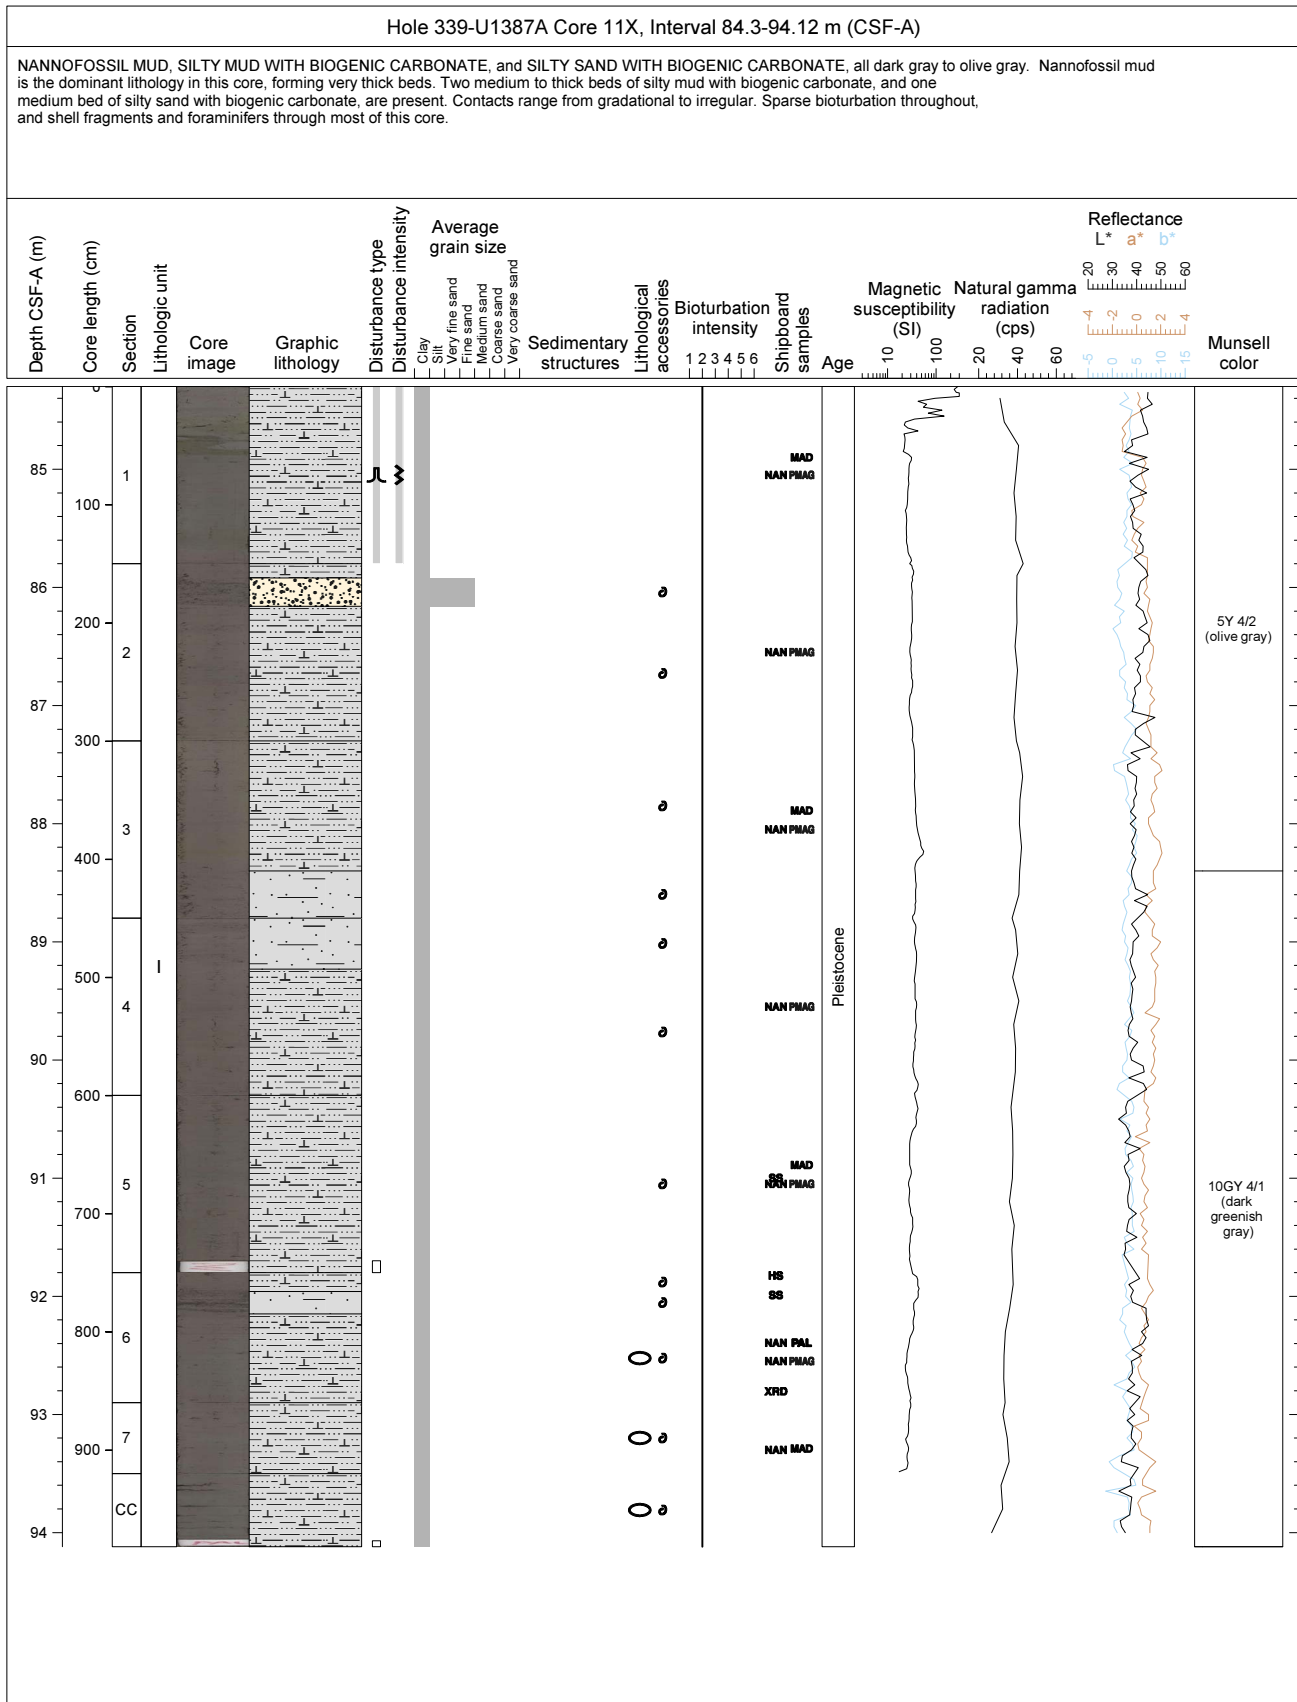 Hole 339-U1387A Core 11X, Interval 84.3-94.12 m (CSF-A)
NANNOFOSSIL MUD, SILTY MUD WITH BIOGENIC CARBONATE, and SILTY SAND WITH BIOGENIC CARBONATE, all dark gray to olive gray.  Nannofossil mud
is the dominant lithology in this core, forming very thick beds. Two medium to thick beds of silty mud with biogenic carbonate, and one
medium bed of silty sand with biogenic carbonate, are present. Contacts range from gradational to irregular. Sparse bioturbation throughout,
and shell fragments and foraminifers through most of this core.
Depth CSF-A (m)
Core length (cm)
Section
Lithologic unit
Core
image
Graphic
lithology
Disturbance type
Disturbance intensity
Average
grain size
Clay
Silt
Very fine sand
Fine sand
Medium sand
Coarse sand
Very coarse sand
Sedimentary
structures
Lithological
accessories
Bioturbation
intensity
1 2 3 4 5 6
Shipboard
samples
Age
Magnetic
susceptibility
(SI)
10 100
Natural gamma
radiation
(cps)
20 40 60
Reflectance
L* a* b*
20 30 40 50 60
-4 -2 0 2 4
-5 0 5 10 15
Munsell
color
0
MAD
85
1
NAN PMAG
100
86
200
5Y 4/2
(olive gray)
2
NAN PMAG
87
300
MAD
88
3
NAN PMAG
400
89
Pleistocene
I
500
4
NAN PMAG
90
600
MAD
SS
91
5
NAN PMAG
10GY 4/1
(dark
greenish
gray)
700
HS
92
SS
800
6
NAN PAL
NAN PMAG
XRD
93
7
900
NAN MAD
CC
94